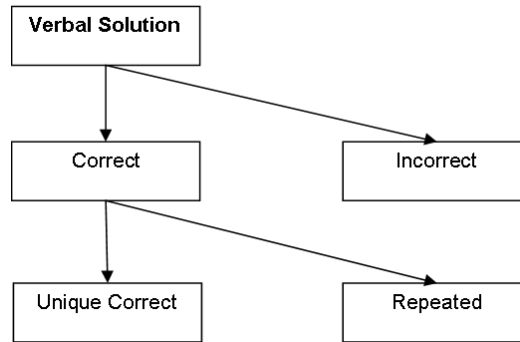 Verbal Solution
Correct
Incorrect
Unique Correct
Repeated